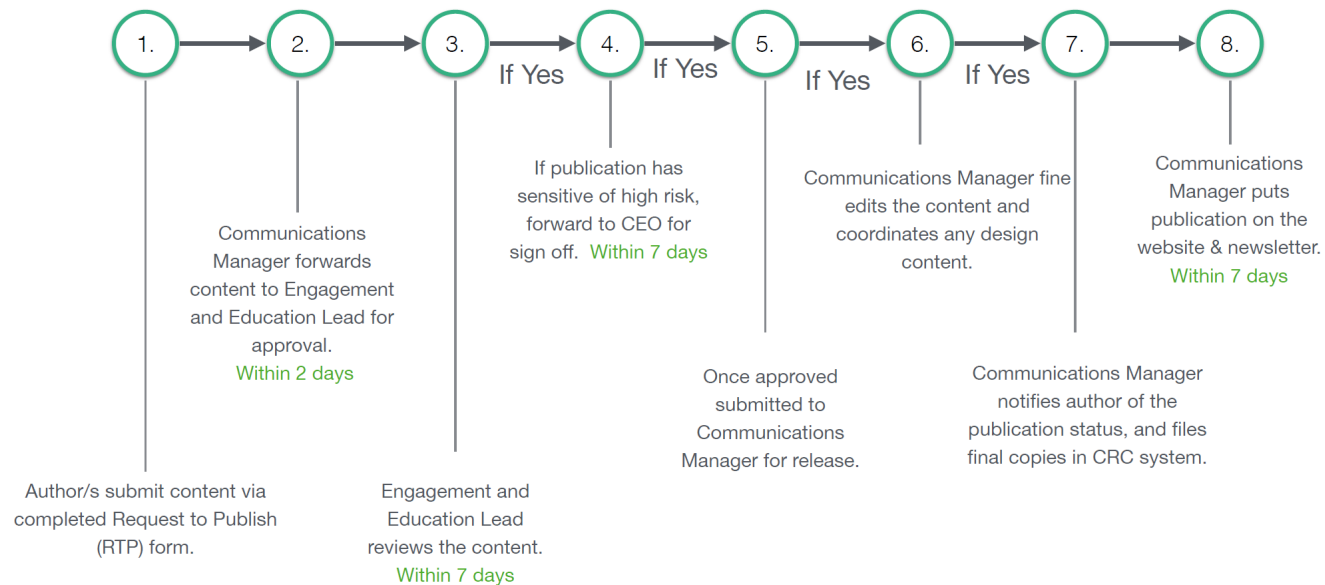 1.
2.
3.
4.
5.
6.
7.
8.
If Yes
If Yes
If Yes
If Yes
Author/s submit content via
completed Request to Publish
(RTP) form.
Communications
Manager forwards
content to Engagement
and Education Lead for
approval.
Within 2 days
Engagement and
Education Lead
reviews the content.
Within 7 days
If publication has
sensitive of high risk,
forward to CEO for
sign off. Within 7 days
Once approved
submitted to
Communications
Manager for release.
Communications Manager fine
edits the content and
coordinates any design
content.
Communications Manager
notifies author of the
publication status, and files
final copies in CRC system.
Communications
Manager puts
publication on the
website & newsletter.
Within 7 days